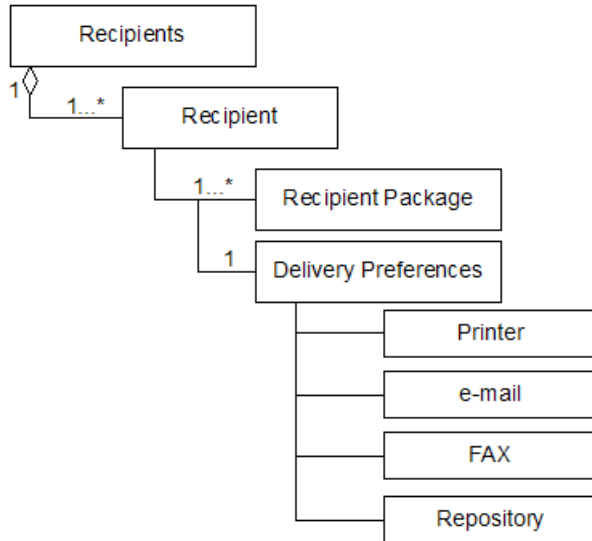 Recipients
1
1...*
Recipient
1...*
Recipient Package
1
Delivery Preferences
Printer
e-mail
FAX
Repository